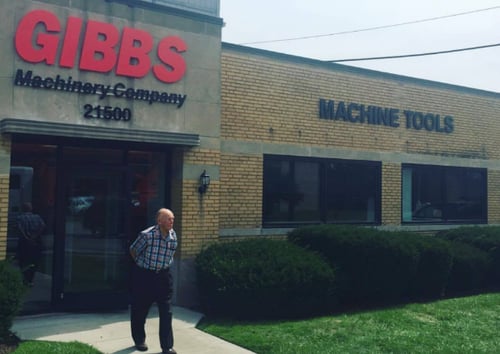 GIBBS
Machinery Company
21500
MACHINE TOOLS